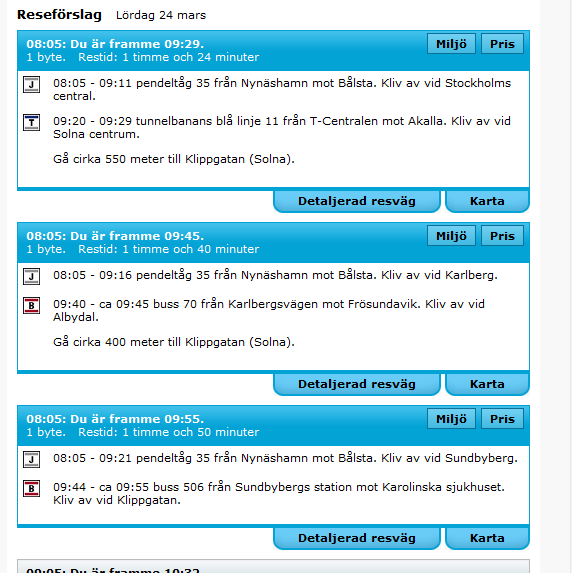 Reseförslag Lördag 24 mars
08:05: Du är framme 09:29. Miljö Pris
1 byte. Restid: 1 timme och 24 minuter
J 08:05 - 09:11 pendeltåg 35 från Nynäshamn mot Bålsta. Kliv av vid Stockholms
central.
T 09:20 - 09:29 tunnelbanans blå linje 11 från T-Centralen mot Akalla. Kliv av vid
Solna centrum.
Gå cirka 550 meter till Klippgatan (Solna).
Detaljerad resväg Karta
08:05: Du är framme 09:45. Miljö Pris
1 byte. Restid: 1 timme och 40 minuter
J 08:05 - 09:16 pendeltåg 35 från Nynäshamn mot Bålsta. Kliv av vid Karlberg.
B 09:40 - ca 09:45 buss 70 från Karlbergsvägen mot Frösundavik. Kliv av vid
Albydal.
Gå cirka 400 meter till Klippgatan (Solna).
Detaljerad resväg Karta
08:05: Du är framme 09:55. Miljö Pris
1 byte. Restid: 1 timme och 50 minuter
J 08:05 - 09:21 pendeltåg 35 från Nynäshamn mot Bålsta. Kliv av vid Sundbyberg.
B 09:44 - ca 09:55 buss 506 från Sundbybergs station mot Karolinska sjukhuset.
Kliv av vid Klippgatan.
Detaljerad resväg Karta
09:05: Du är framme 10:32.